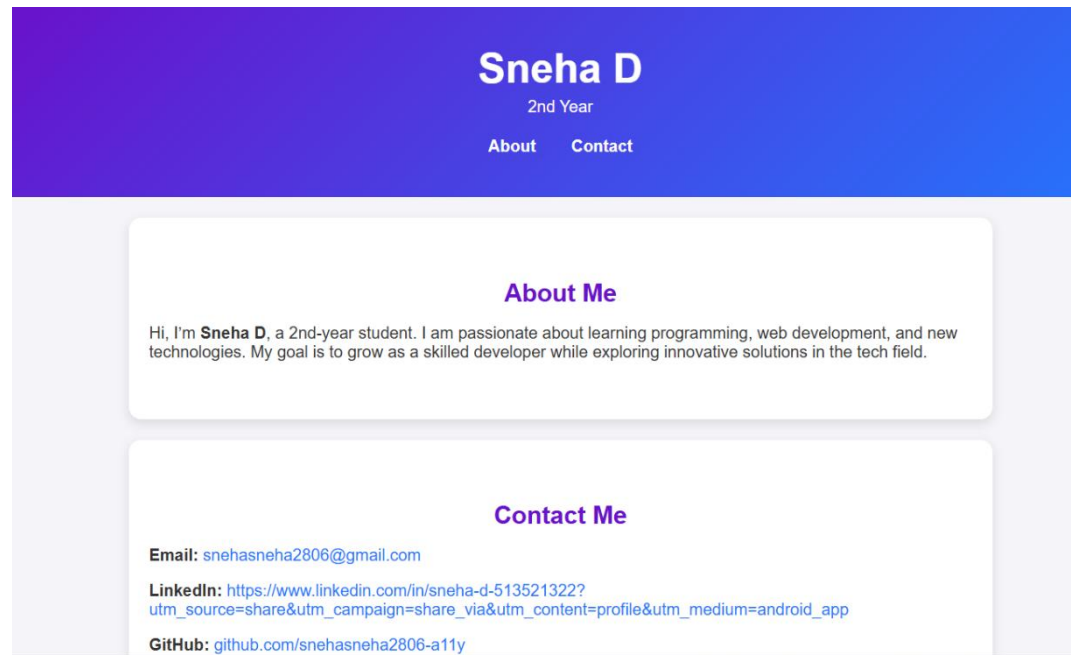 Sneha D
2nd Year
About Contact
About Me
Hi, I'm Sneha D, a 2nd-year student. I am passionate about learning programming, web development, and new
technologies. My goal is to grow as a skilled developer while exploring innovative solutions in the tech field.
Contact Me
Email: snehasneha2806@gmail.com
LinkedIn: https://www.linkedin.com/in/sneha-d-513521322?
utm_source=share&utm_campaign=share_via&utm_content=profile&utm_medium=android_app
GitHub: github.com/snehasneha2806-a11y